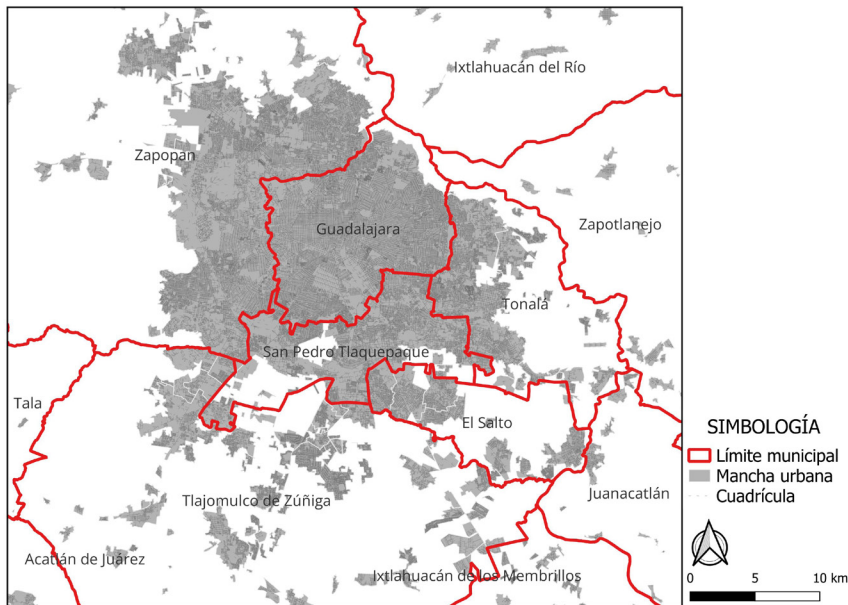 Ixtlahuacán del Río
Zapopan
Guadalajara
Zapotlanejo
Tonalá
San Pedro Tlaquepaque
Tala
El Salto
Tlajomulco de Zúñiga
Juanacatlán
Acatlán de Juárez
Ixtlahuacán de los Membrillos
SIMBOLOGÍA
Límite municipal
Mancha urbana
Cuadrícula
0 5 10 km